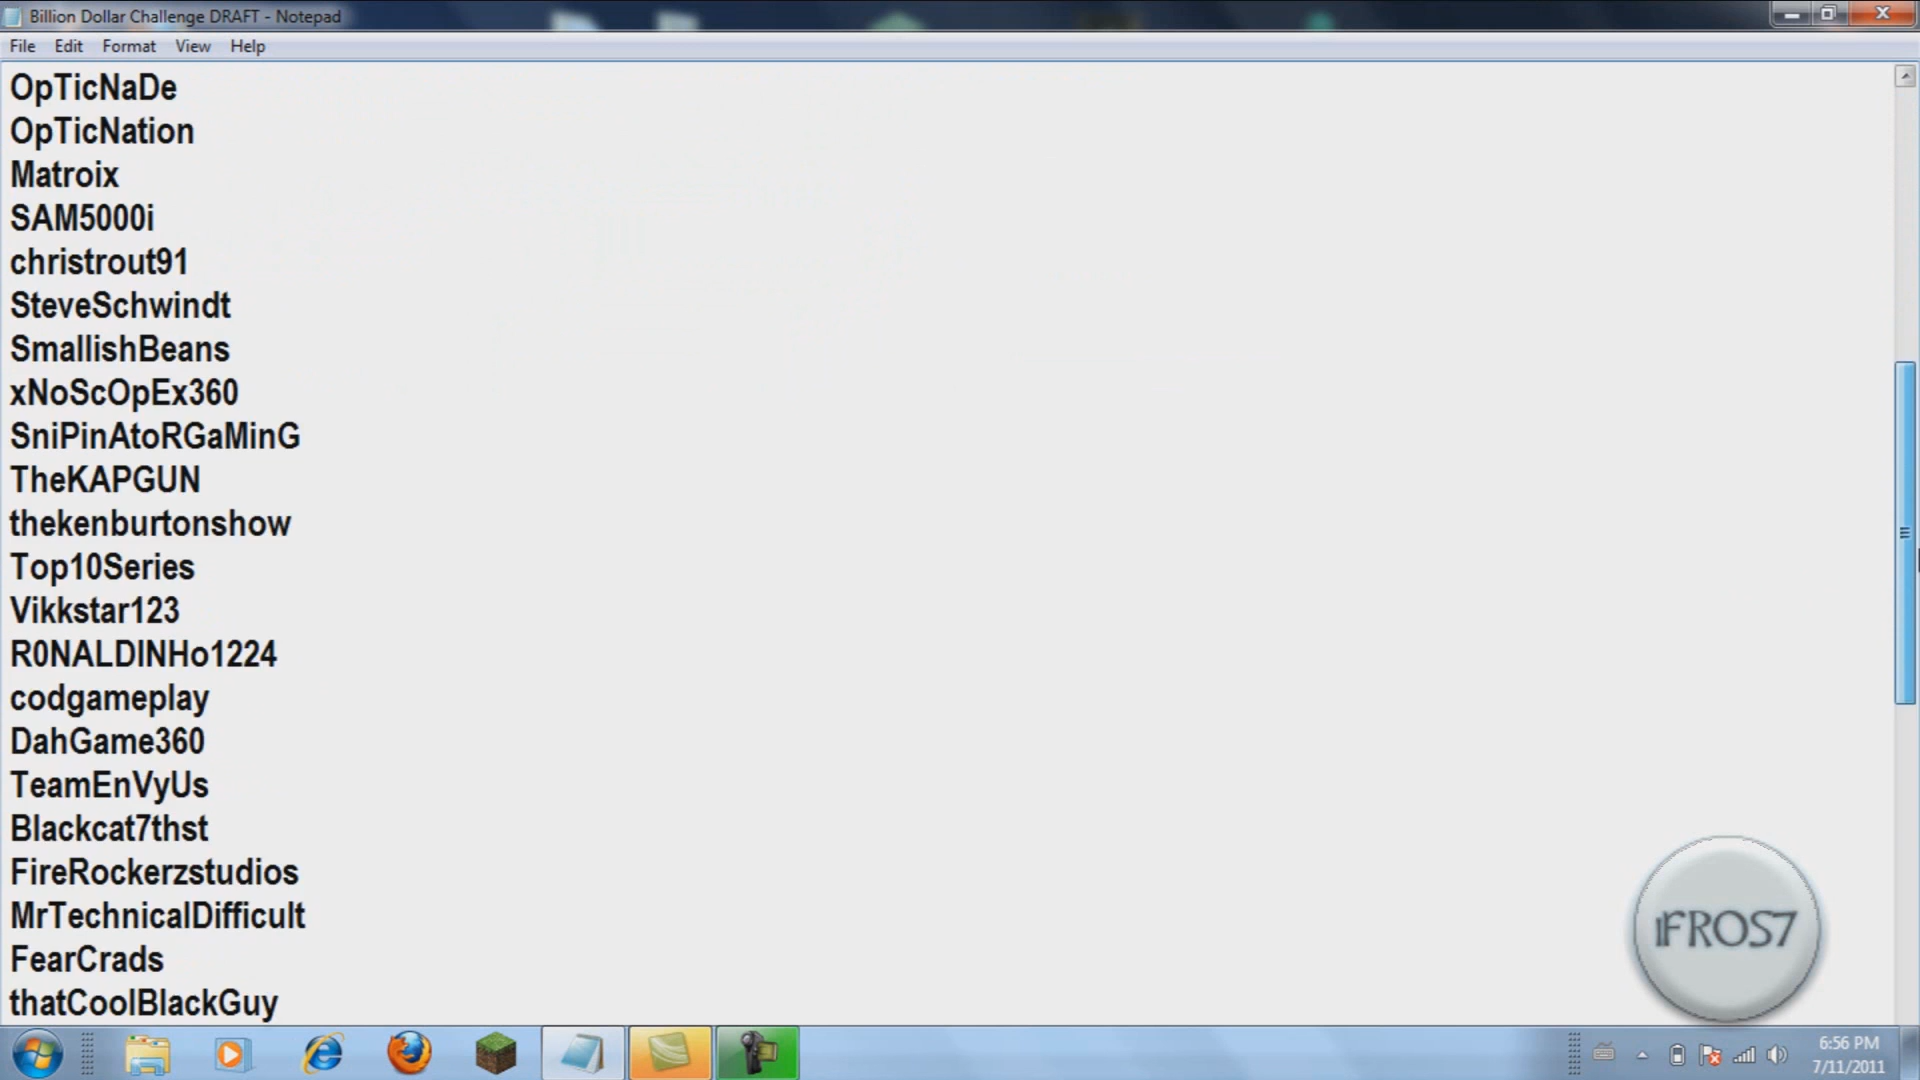 Billion Dollar Challenge DRAFT - Notepad
File Edit Format View Help
OpTicNaDe
OpTicNation
Matroix
SAM5000i
christrout91
SteveSchwindt
SmallishBeans
xNoScOpEx360
SniPinAtoRGaMinG
TheKAPGUN
thekenburtonshow
Top10Series
Vikkstar123
R0NALDINHo1224
codgameplay
DahGame360
TeamEnVyUs
Blackcat7thst
FireRockerzstudios
MrTechnicalDifficult
FearCrads
thatCoolBlackGuy
iFROS7
6:56 PM
7/11/2011